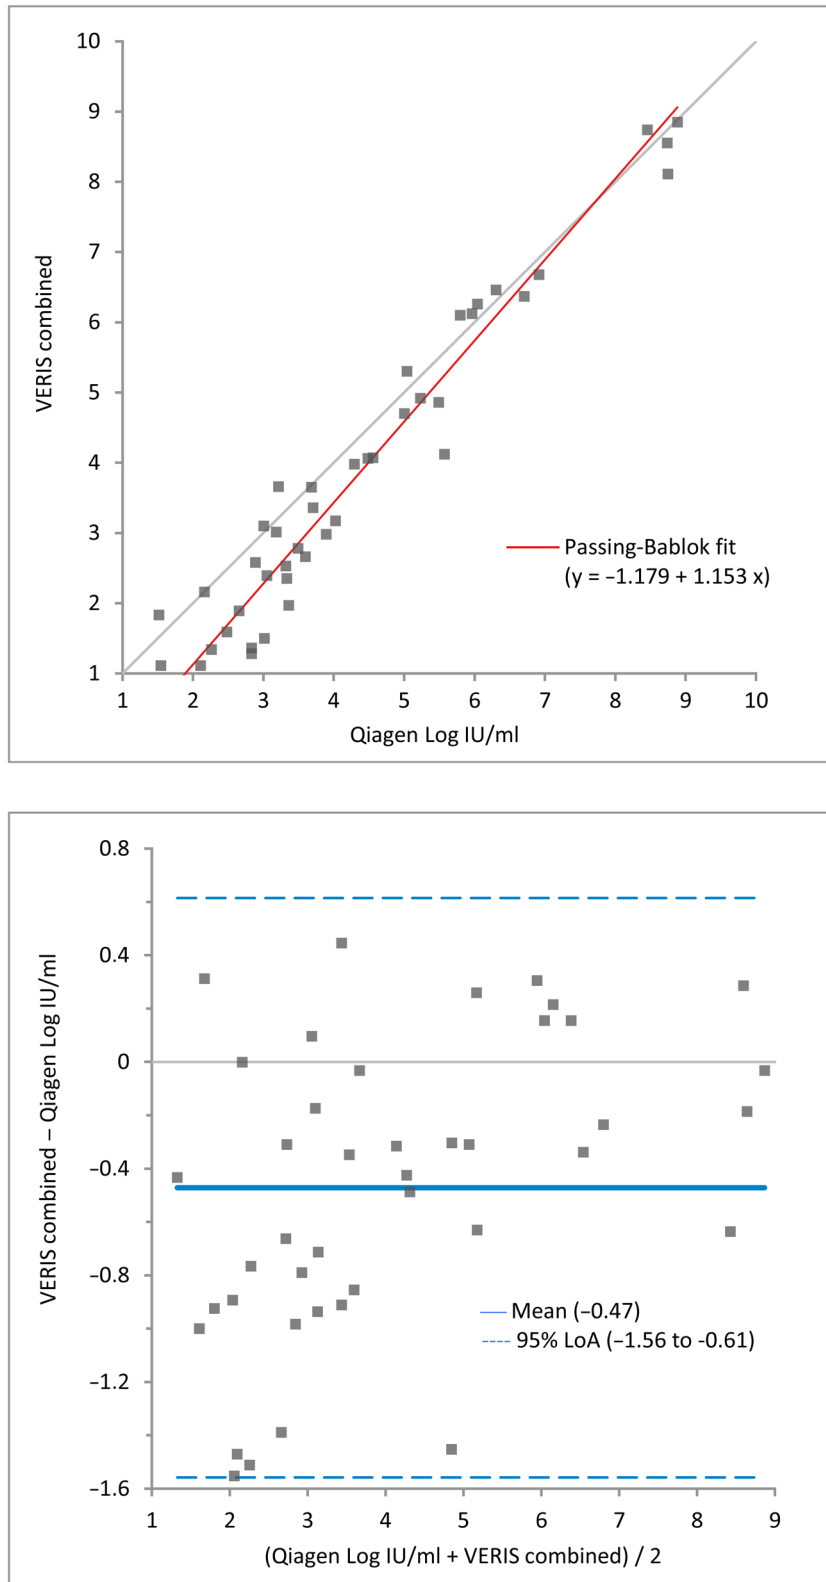 10
9
8
7
6
5
4
3
2
1
VERIS combined
Passing-Bablok fit
(y = –1.179 + 1.153 x)
1 2 3 4 5 6 7 8 9 10
Qiagen Log IU/ml
0.8
0.4
0
–0.4
–0.8
–1.2
–1.6
VERIS combined – Qiagen Log IU/ml
Mean (–0.47)
95% LoA (–1.56 to -0.61)
1 2 3 4 5 6 7 8 9
(Qiagen Log IU/ml + VERIS combined) / 2